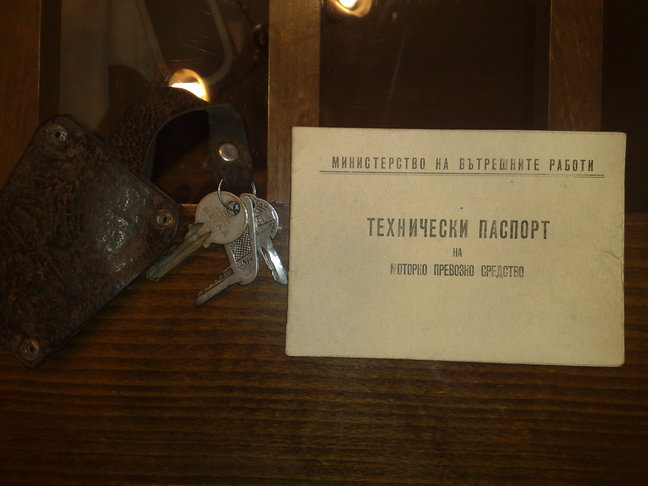 МИНИСТЕРСТВО НА ВЪТРЕШНИТЕ РАБОТИ
ТЕХНИЧЕСКИ ПАСПОРТ
НА
МОТОРНО ПРЕВОЗНО СРЕДСТВО